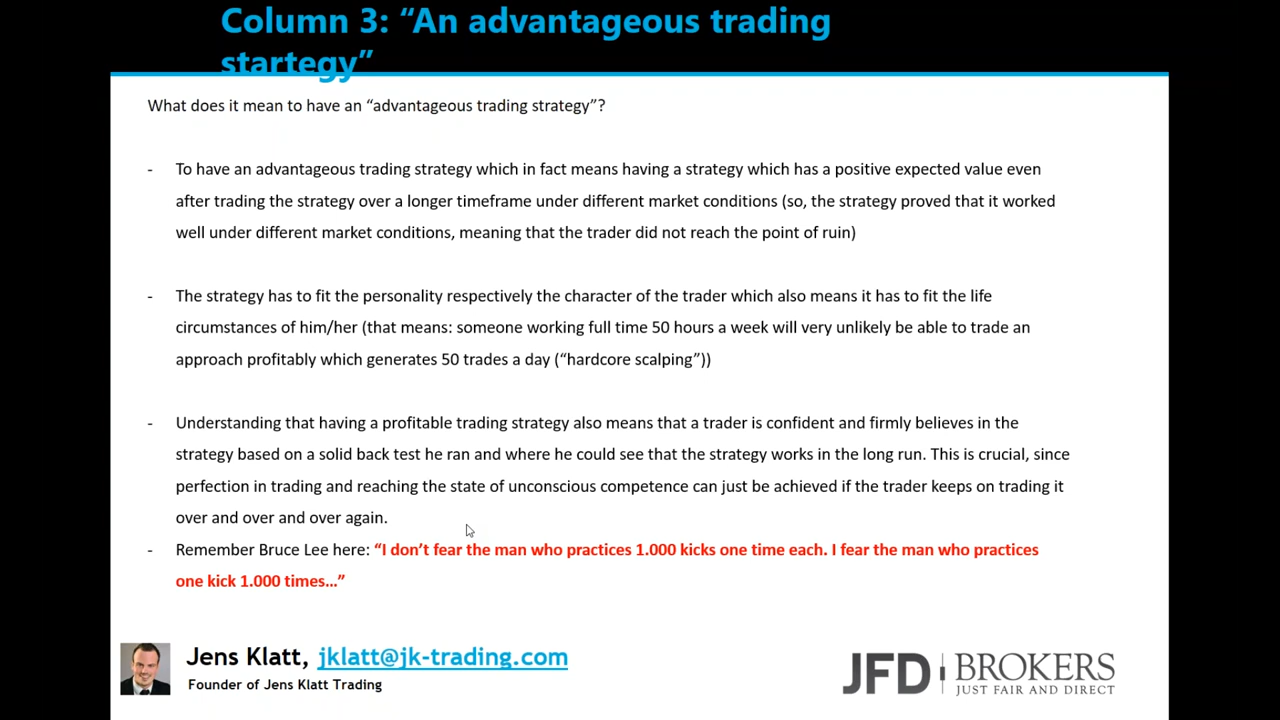 Column 3: “An advantageous trading
startegy”
What does it mean to have an “advantageous trading strategy”?
- To have an advantageous trading strategy which in fact means having a strategy which has a positive expected value even
after trading the strategy over a longer timeframe under different market conditions (so, the strategy proved that it worked
well under different market conditions, meaning that the trader did not reach the point of ruin)
- The strategy has to fit the personality respectively the character of the trader which also means it has to fit the life
circumstances of him/her (that means: someone working full time 50 hours a week will very unlikely be able to trade an
approach profitably which generates 50 trades a day (“hardcore scalping”))
- Understanding that having a profitable trading strategy also means that a trader is confident and firmly believes in the
strategy based on a solid back test he ran and where he could see that the strategy works in the long run. This is crucial, since
perfection in trading and reaching the state of unconscious competence can just be achieved if the trader keeps on trading it
over and over and over again.
- Remember Bruce Lee here: “I don’t fear the man who practices 1.000 kicks one time each. I fear the man who practices
one kick 1.000 times…”
Jens Klatt, jklatt@jk-trading.com
Founder of Jens Klatt Trading
JFD BROKERS
JUST FAIR AND DIRECT